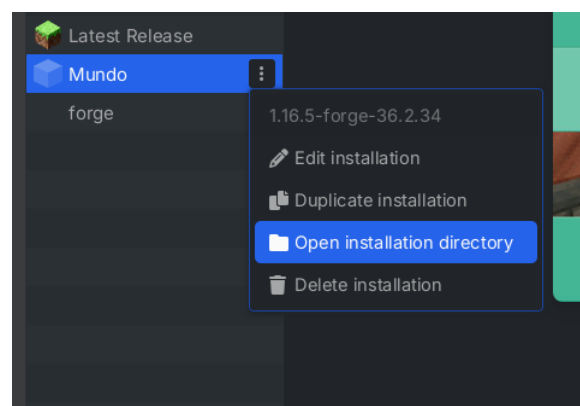 Latest Release
Mundo
forge
1.16.5-forge-36.2.34
Edit installation
Duplicate installation
Open installation directory
Delete installation